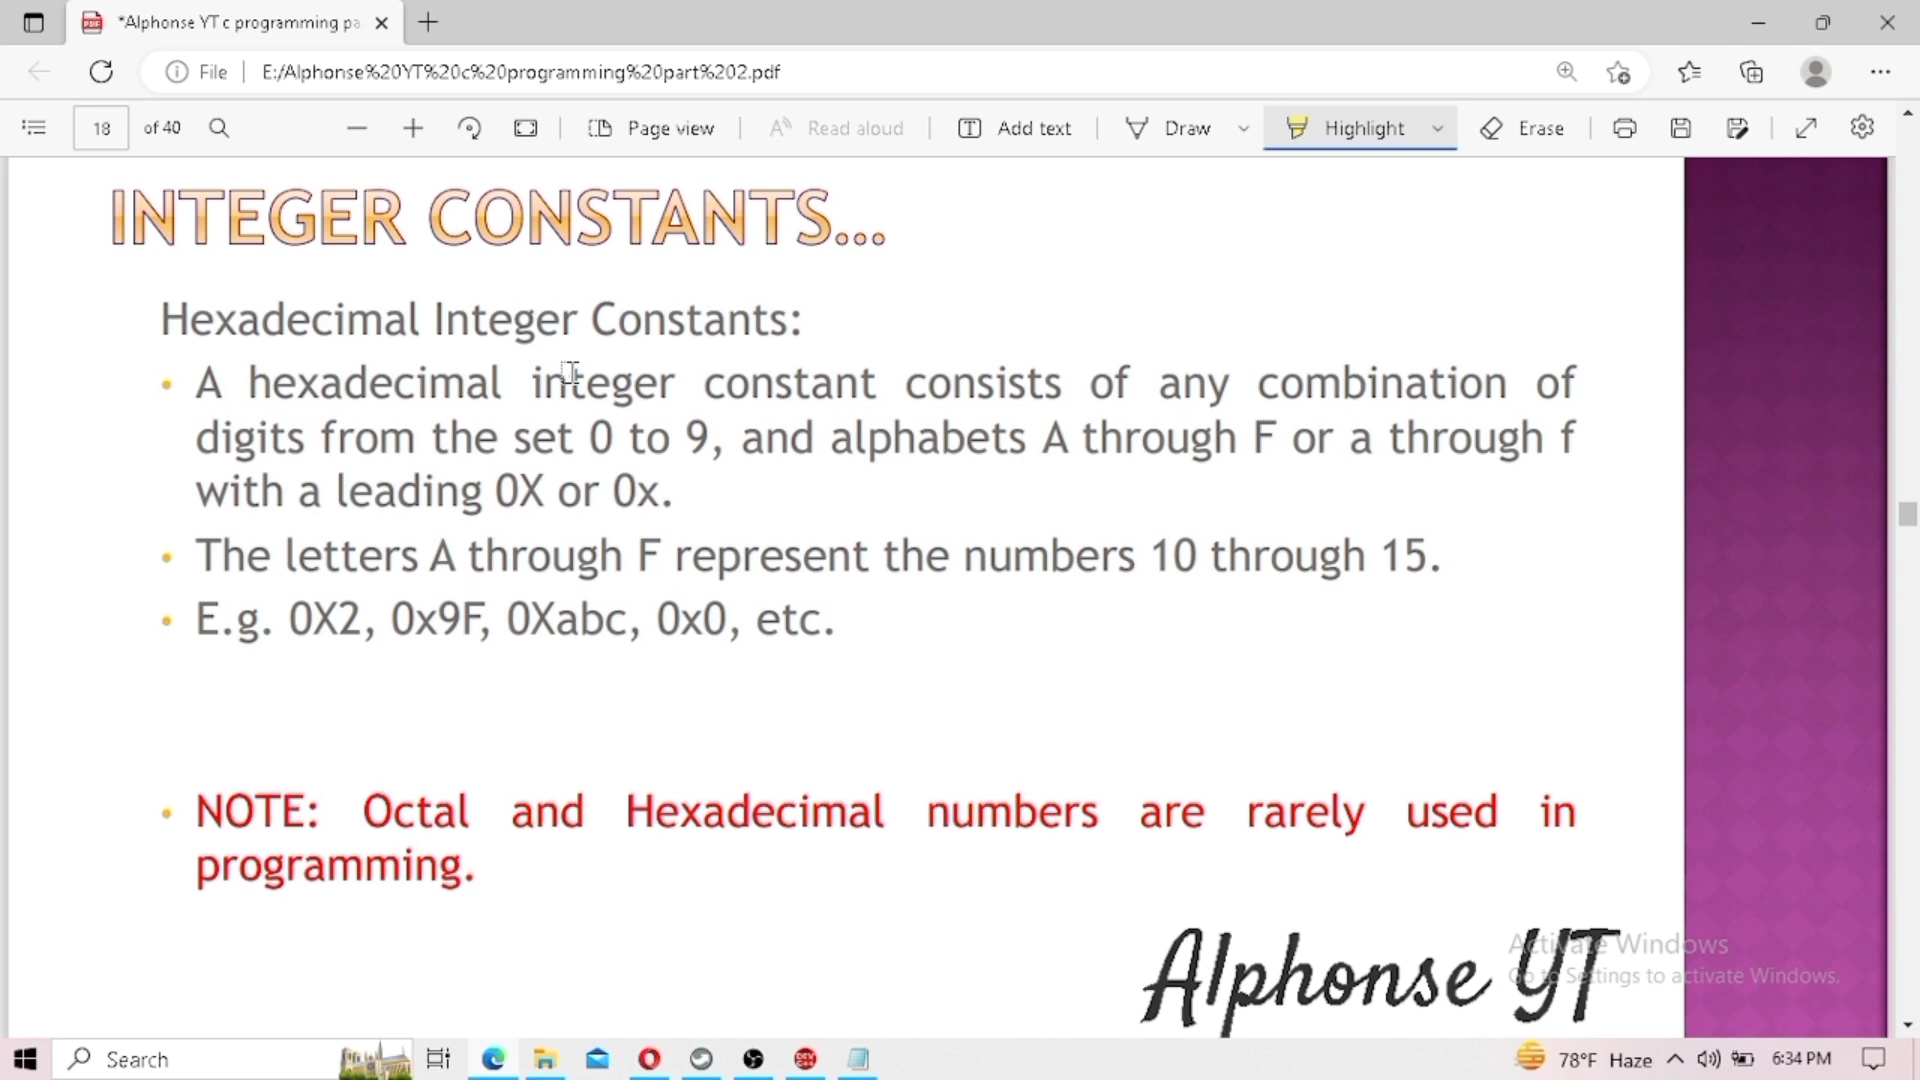 *Alphonse YT c programming pa
File
E:/Alphonse%20YT%20c%20programming%20part%202.pdf
18 of 40
Page view
Read aloud
Add text
Draw
Highlight
Erase
INTEGER CONSTANTS...
Hexadecimal Integer Constants:
• A hexadecimal integer constant consists of any combination of
digits from the set 0 to 9, and alphabets A through F or a through f
with a leading 0X or 0x.
• The letters A through F represent the numbers 10 through 15.
• E.g. 0X2, 0x9F, 0Xabc, 0x0, etc.
• NOTE: Octal and Hexadecimal numbers are rarely used in
programming.
Alphonse YT
Activate Windows
Go to Settings to activate Windows.
Search
78°F Haze
6:34 PM